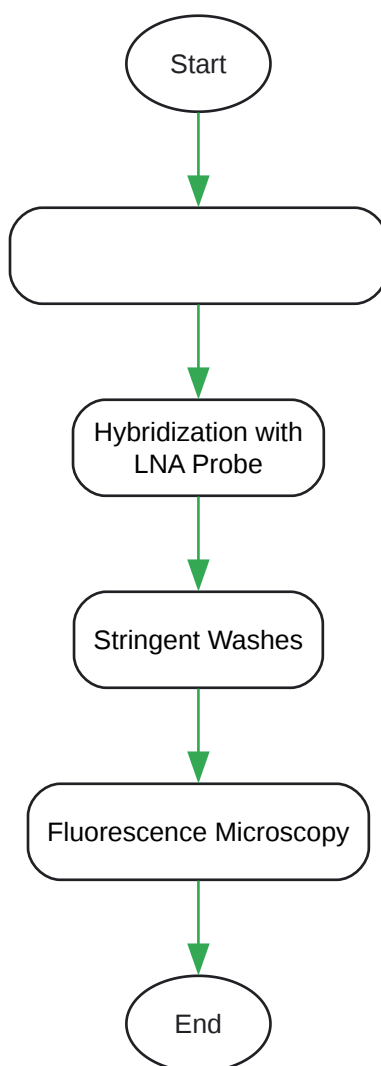 Start
Hybridization with
LNA Probe
Stringent Washes
Fluorescence Microscopy
End